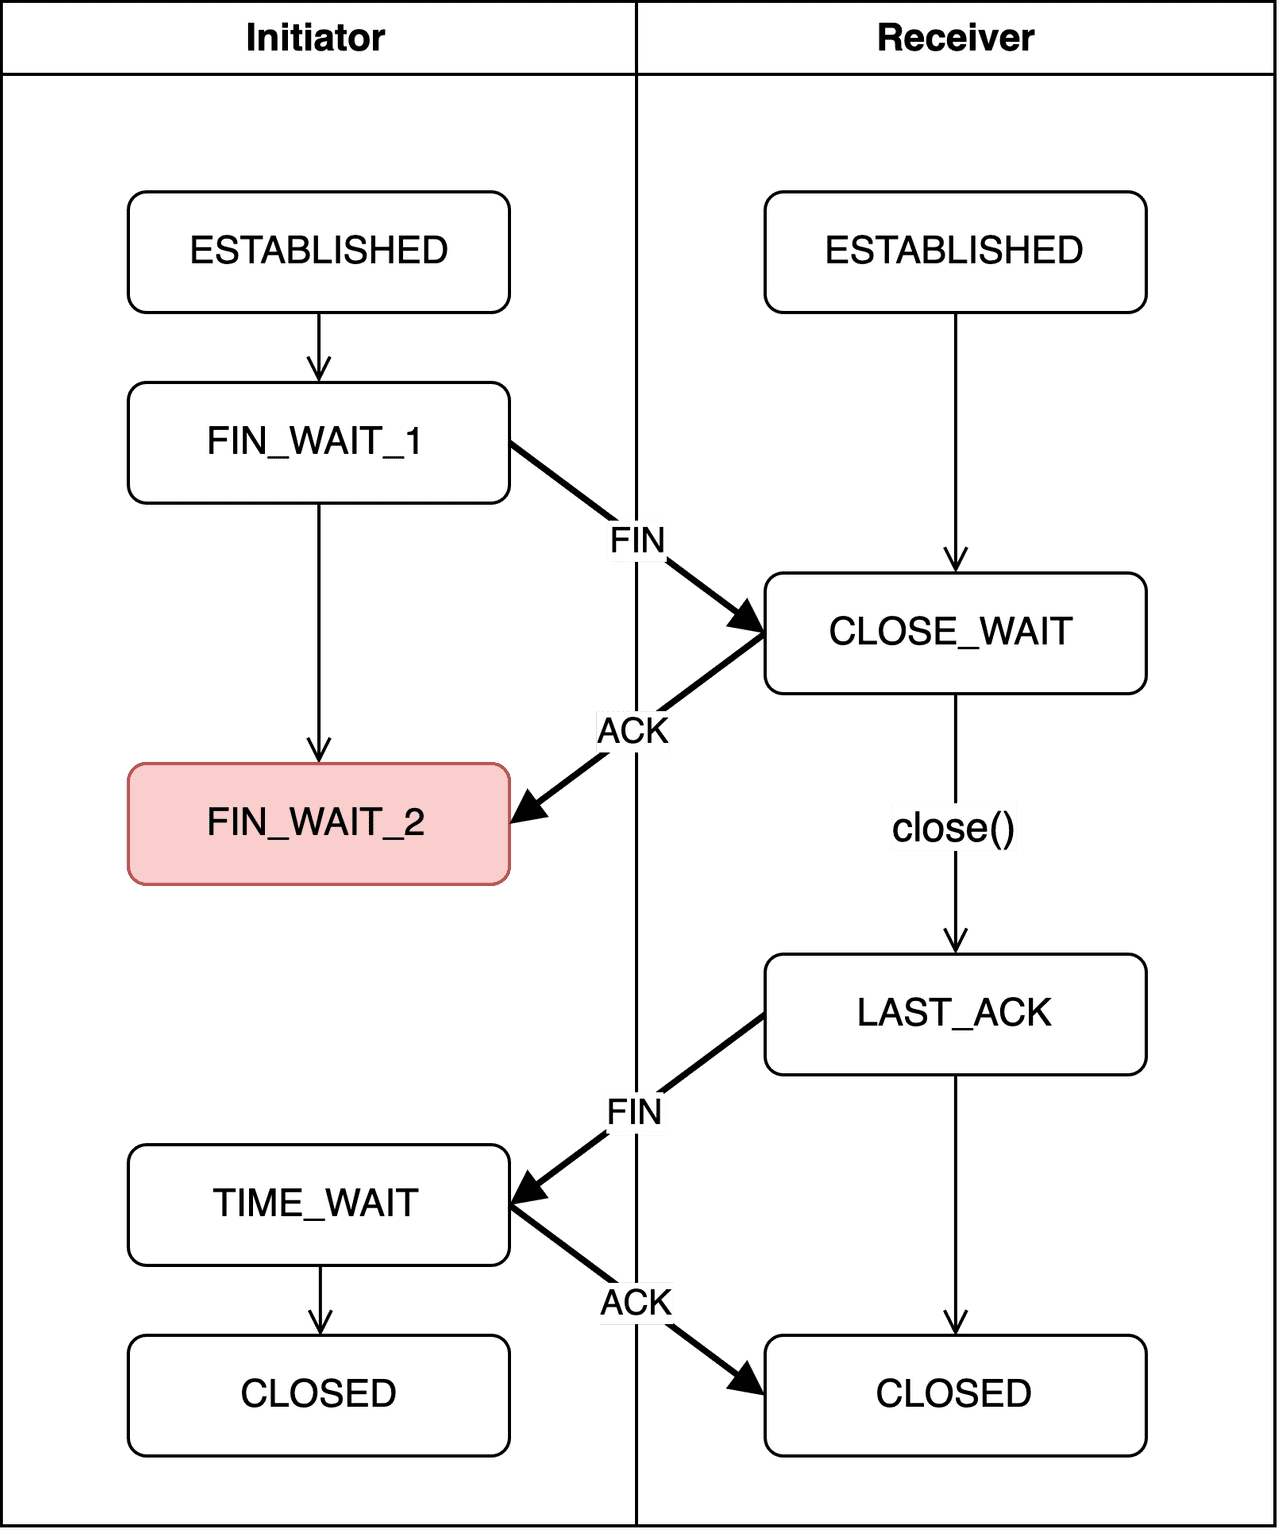 Initiator
Receiver
ESTABLISHED
ESTABLISHED
FIN_WAIT_1
FIN
CLOSE_WAIT
ACK
FIN_WAIT_2
close()
LAST_ACK
FIN
TIME_WAIT
ACK
CLOSED
CLOSED